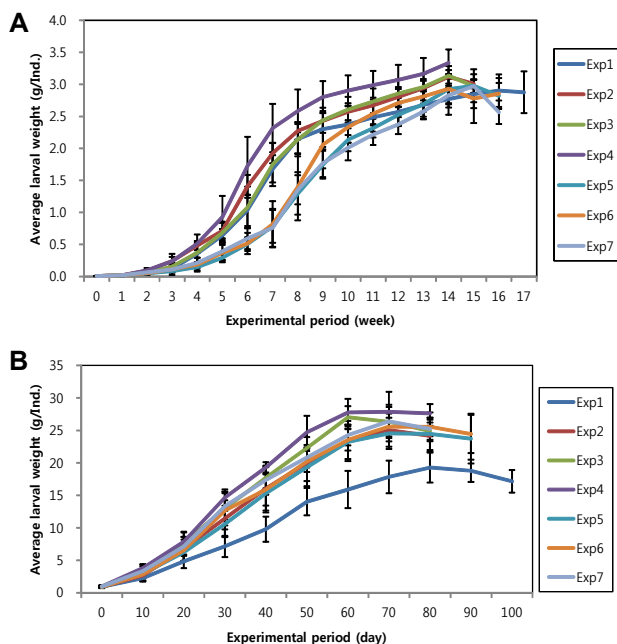 A
Average larval weight (g/Ind.)
4.0
3.5
3.0
2.5
2.0
1.5
1.0
0.5
0.0
0 1 2 3 4 5 6 7 8 9 10 11 12 13 14 15 16 17
Experimental period (week)
Exp1
Exp2
Exp3
Exp4
Exp5
Exp6
Exp7
B
Average larval weight (g/Ind.)
35
30
25
20
15
10
5
0
0 10 20 30 40 50 60 70 80 90 100
Experimental period (day)
Exp1
Exp2
Exp3
Exp4
Exp5
Exp6
Exp7